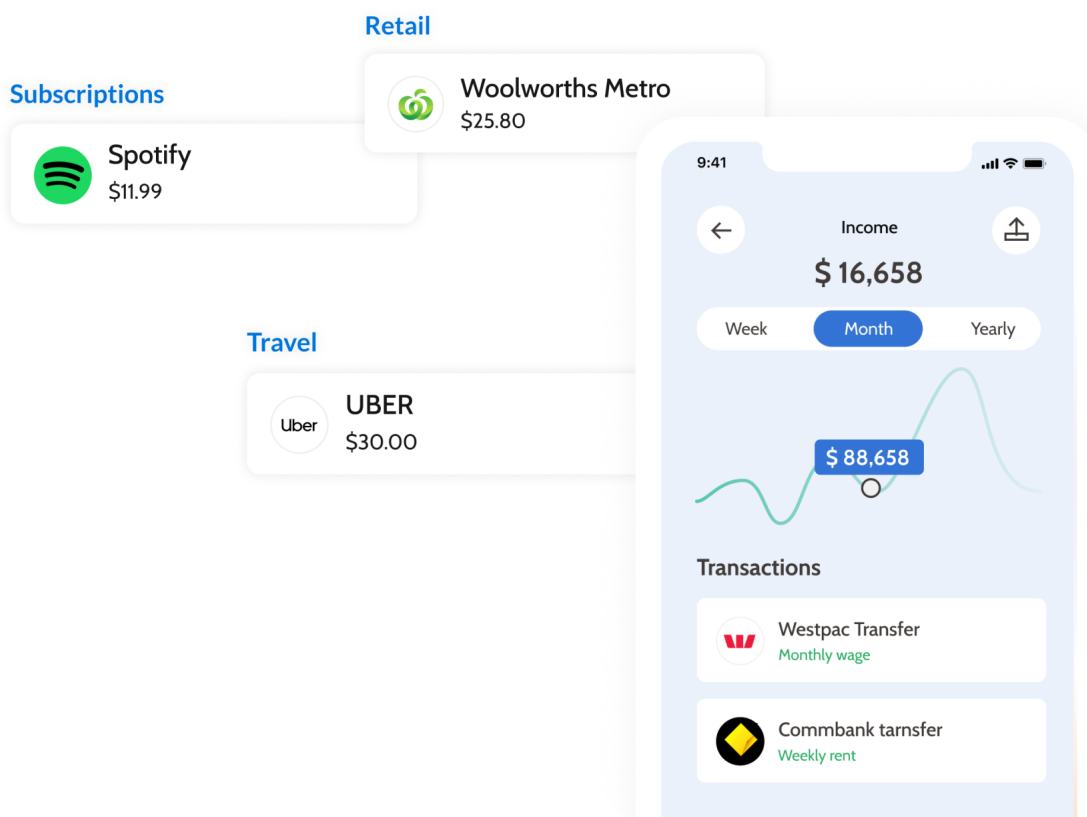 Retail
Woolworths Metro
$25.80
Subscriptions
Spotify
$11.99
Travel
Uber
UBER
$30.00
9:41
Income
$ 16,658
Week Month Yearly
$ 88,658
Transactions
Westpac Transfer
Monthly wage
Commbank tarnsfer
Weekly rent